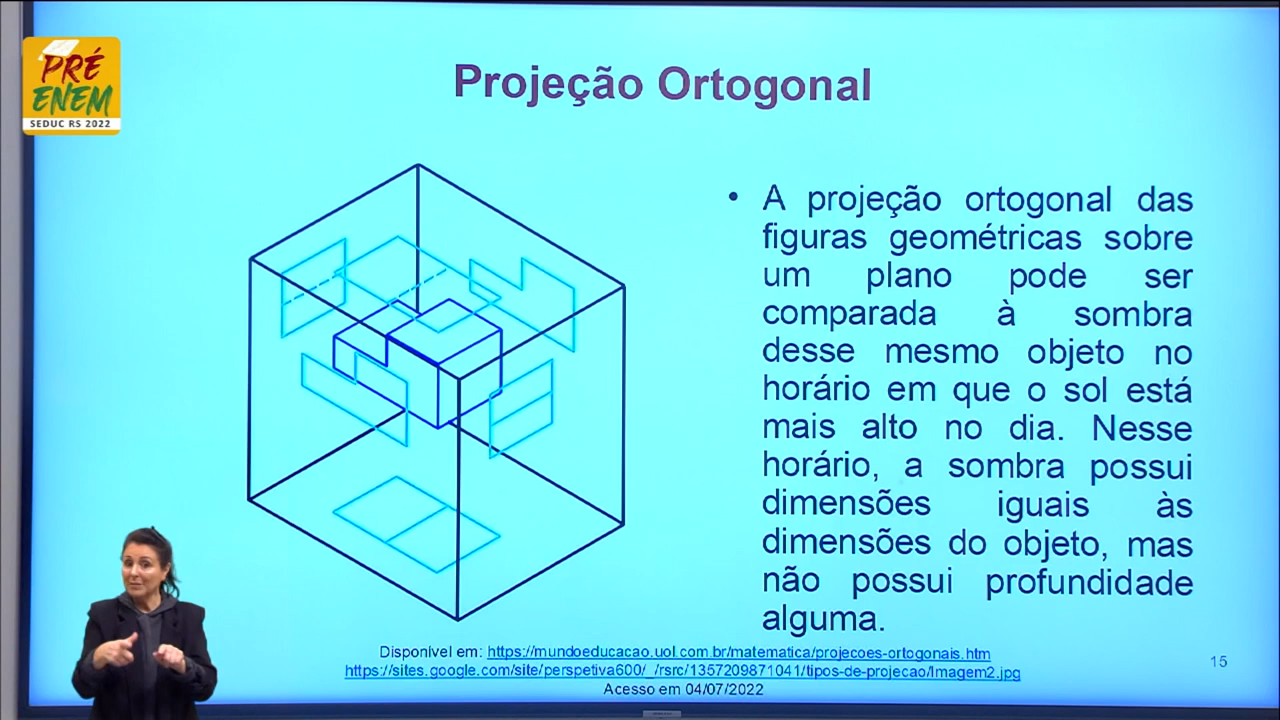 PRÉ
ENEM
SEDUC RS 2022
Projeção Ortogonal
• A projeção ortogonal das
figuras geométricas sobre
um plano pode ser
comparada à sombra
desse mesmo objeto no
horário em que o sol está
mais alto no dia. Nesse
horário, a sombra possui
dimensões iguais às
dimensões do objeto, mas
não possui profundidade
alguma.
Disponível em: https://mundoeducacao.uol.com.br/matematica/projecoes-ortogonais.htm
https://sites.google.com/site/perspetiva600/_/rsrc/1357209871041/tipos-de-projecao/Imagem2.jpg
Acesso em 04/07/2022
15